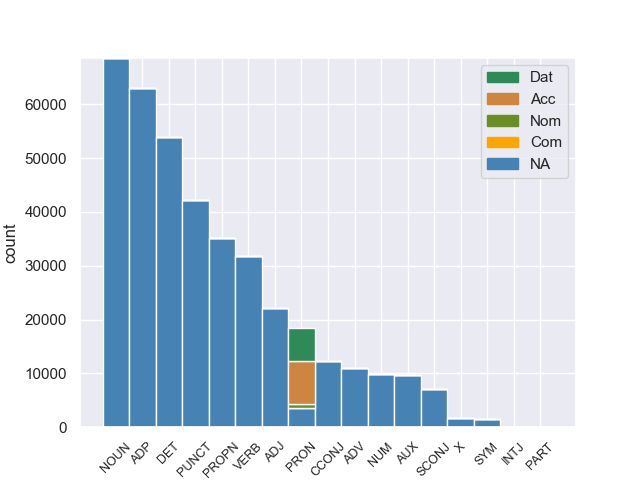 Dat
Acc
Nom
Com
NA
60000
50000
40000
30000
20000
10000
0
count
NOUN
ADP
DET
PUNCT
PROPN
VERB
ADJ
PRON
CCONJ
ADV
NUM
AUX
SCONJ
X
SYM
INTJ
PART